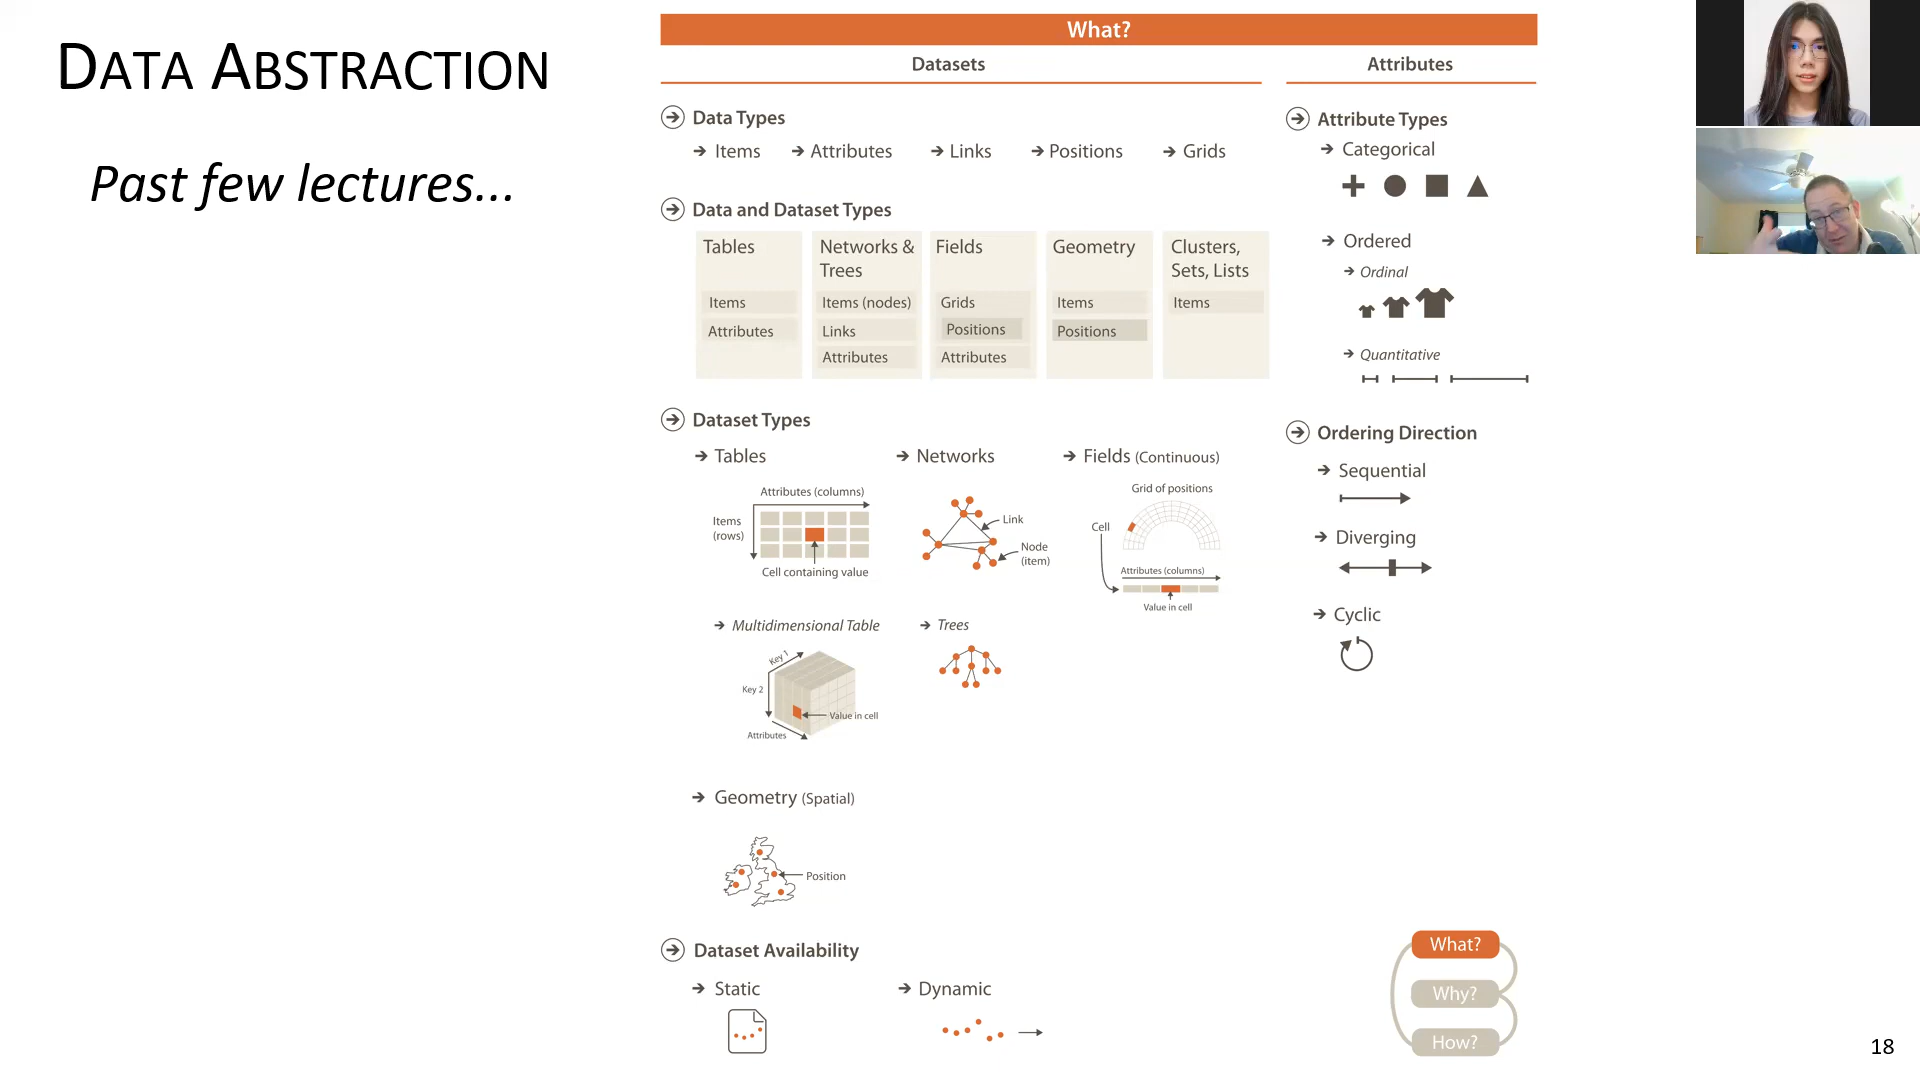 DATA ABSTRACTION
Past few lectures...
What?
Datasets
Attributes
Data Types
Items
Attributes
Links
Positions
Grids
Data and Dataset Types
Tables
Items
Attributes
Networks &
Trees
Items (nodes)
Links
Attributes
Fields
Grids
Positions
Attributes
Geometry
Items
Positions
Clusters,
Sets, Lists
Items
Dataset Types
Tables
Attributes (columns)
Items
(rows)
Cell containing value
Networks
Link
Node
(item)
Fields (Continuous)
Grid of positions
Cell
Attributes (columns)
Value in cell
Multidimensional Table
Key 1
Key 2
Value in cell
Attributes
Trees
Geometry (Spatial)
Position
Dataset Availability
Static
Dynamic
Attribute Types
Categorical
Ordered
Ordinal
Quantitative
Ordering Direction
Sequential
Diverging
Cyclic
What?
Why?
How?
18